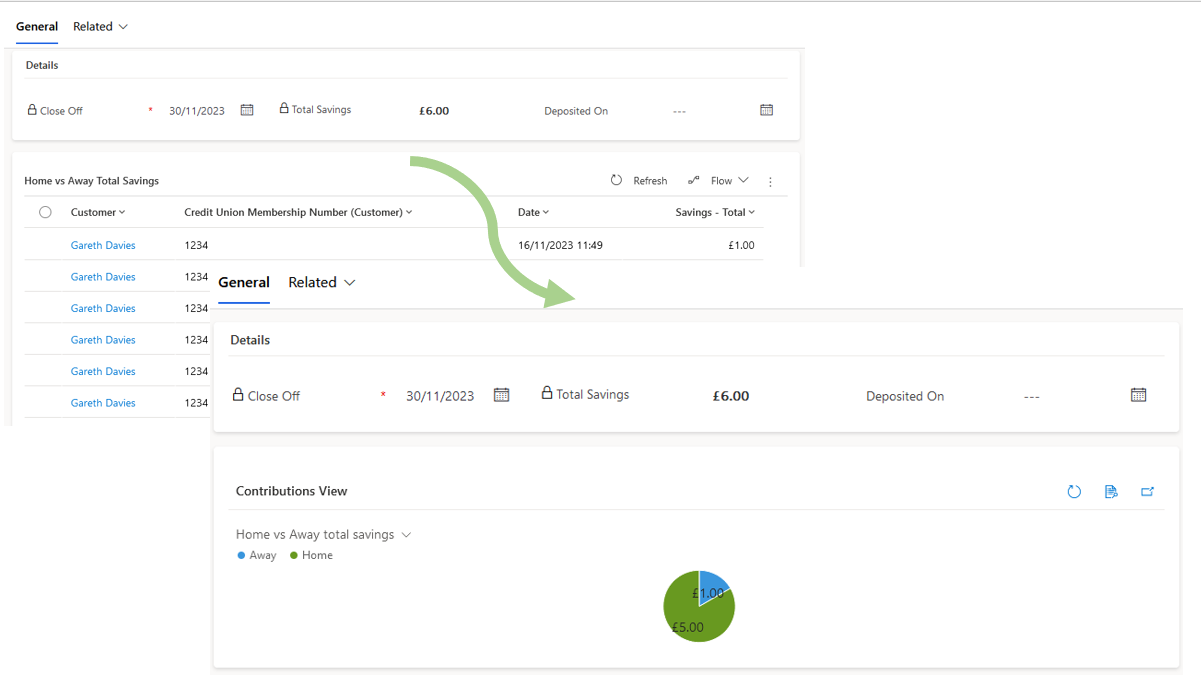 General Related
Details
Close Off * 30/11/2023 Total Savings £6.00 Deposited On ---
Home vs Away Total Savings Refresh Flow
Customer Credit Union Membership Number (Customer) Date Savings - Total
Gareth Davies 1234 16/11/2023 11:49 £1.00
Gareth Davies 1234
Gareth Davies 1234
Gareth Davies 1234
Gareth Davies 1234
Gareth Davies 1234
General Related
Details
Close Off * 30/11/2023 Total Savings £6.00 Deposited On ---
Contributions View
Home vs Away total savings
Away Home
£1.00
£5.00